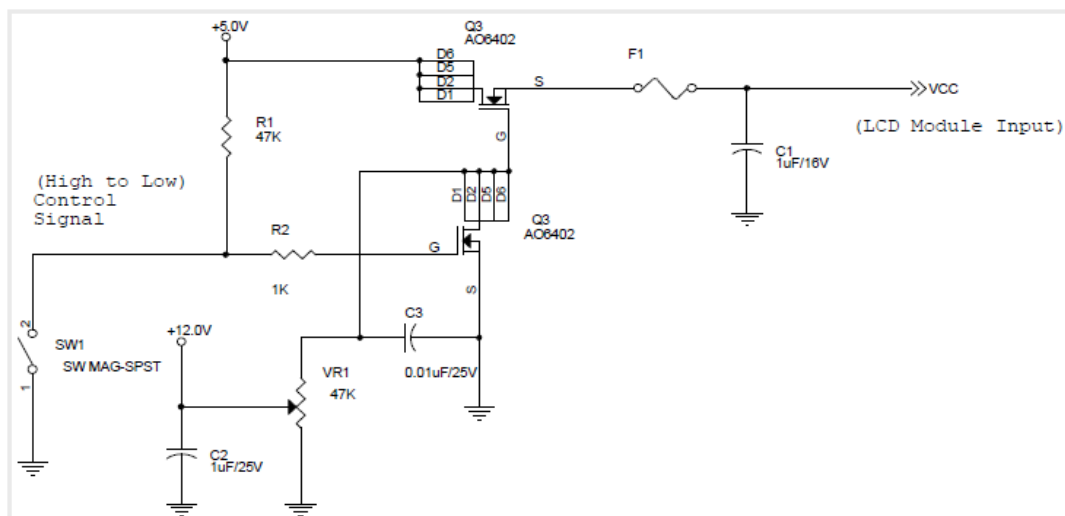 +5.0V
Q3
AO6402
D6
D5
D2
D1
S
G
F1
VCC
(LCD Module Input)
C1
1uF/16V
R1
47K
(High to Low)
Control
Signal
D1
D2
D5
D6
Q3
AO6402
R2
1K
G
S
2
1
SW1
SW MAG-SPST
+12.0V
C3
0.01uF/25V
VR1
47K
C2
1uF/25V